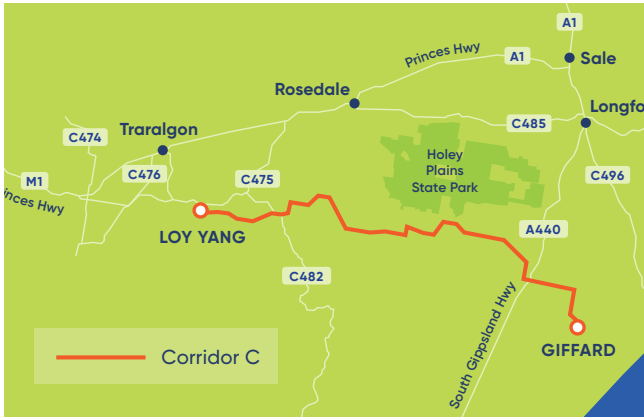 A1
Princes Hwy
A1
Sale
Rosedale
C485
Longfo
C474
Traralgon
C476
C475
Holey
Plains
State Park
C496
M1
rinces Hwy
LOY YANG
A440
C482
South Gippsland Hwy
GIFFARD
Corridor C